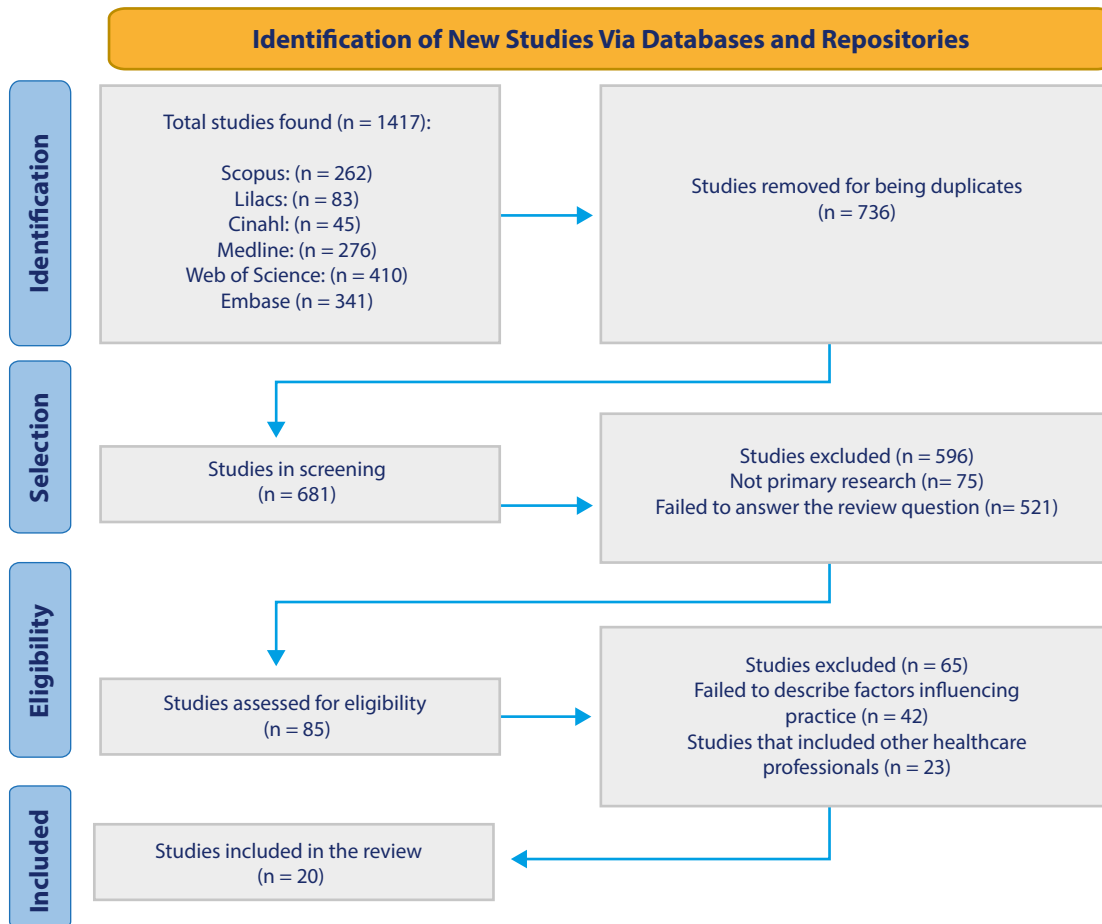 Identification of New Studies Via Databases and Repositories
Identification
Total studies found (n = 1417):
Scopus: (n = 262)
Lilacs: (n = 83)
Cinahl: (n = 45)
Medline: (n = 276)
Web of Science: (n = 410)
Embase (n = 341)
Studies removed for being duplicates
(n = 736)
Selection
Studies in screening
(n = 681)
Studies excluded (n = 596)
Not primary research (n= 75)
Failed to answer the review question (n= 521)
Eligibility
Studies assessed for eligibility
(n = 85)
Studies excluded (n = 65)
Failed to describe factors influencing
practice (n = 42)
Studies that included other healthcare
professionals (n = 23)
Included
Studies included in the review
(n = 20)